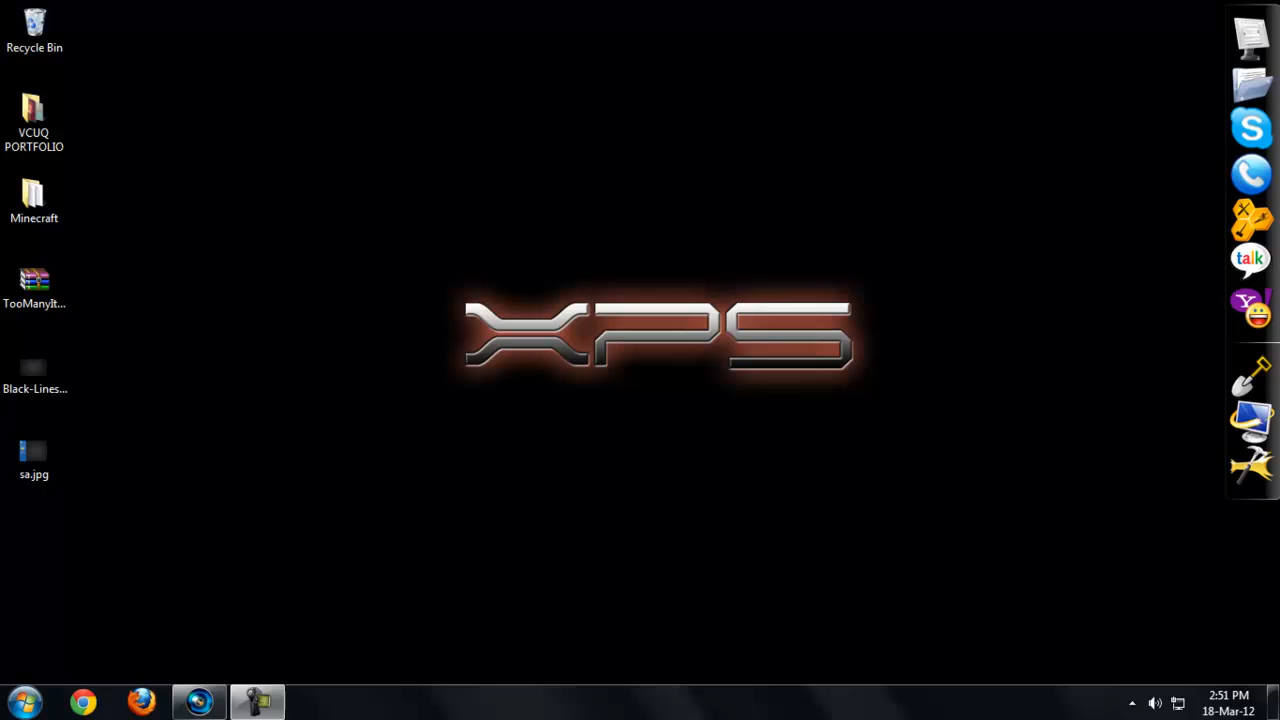 Recycle Bin
VCUQ
PORTFOLIO
Minecraft
TooManyIt...
Black-Lines...
sa.jpg
XPS
S
talk
Y!
2:51 PM
18-Mar-12